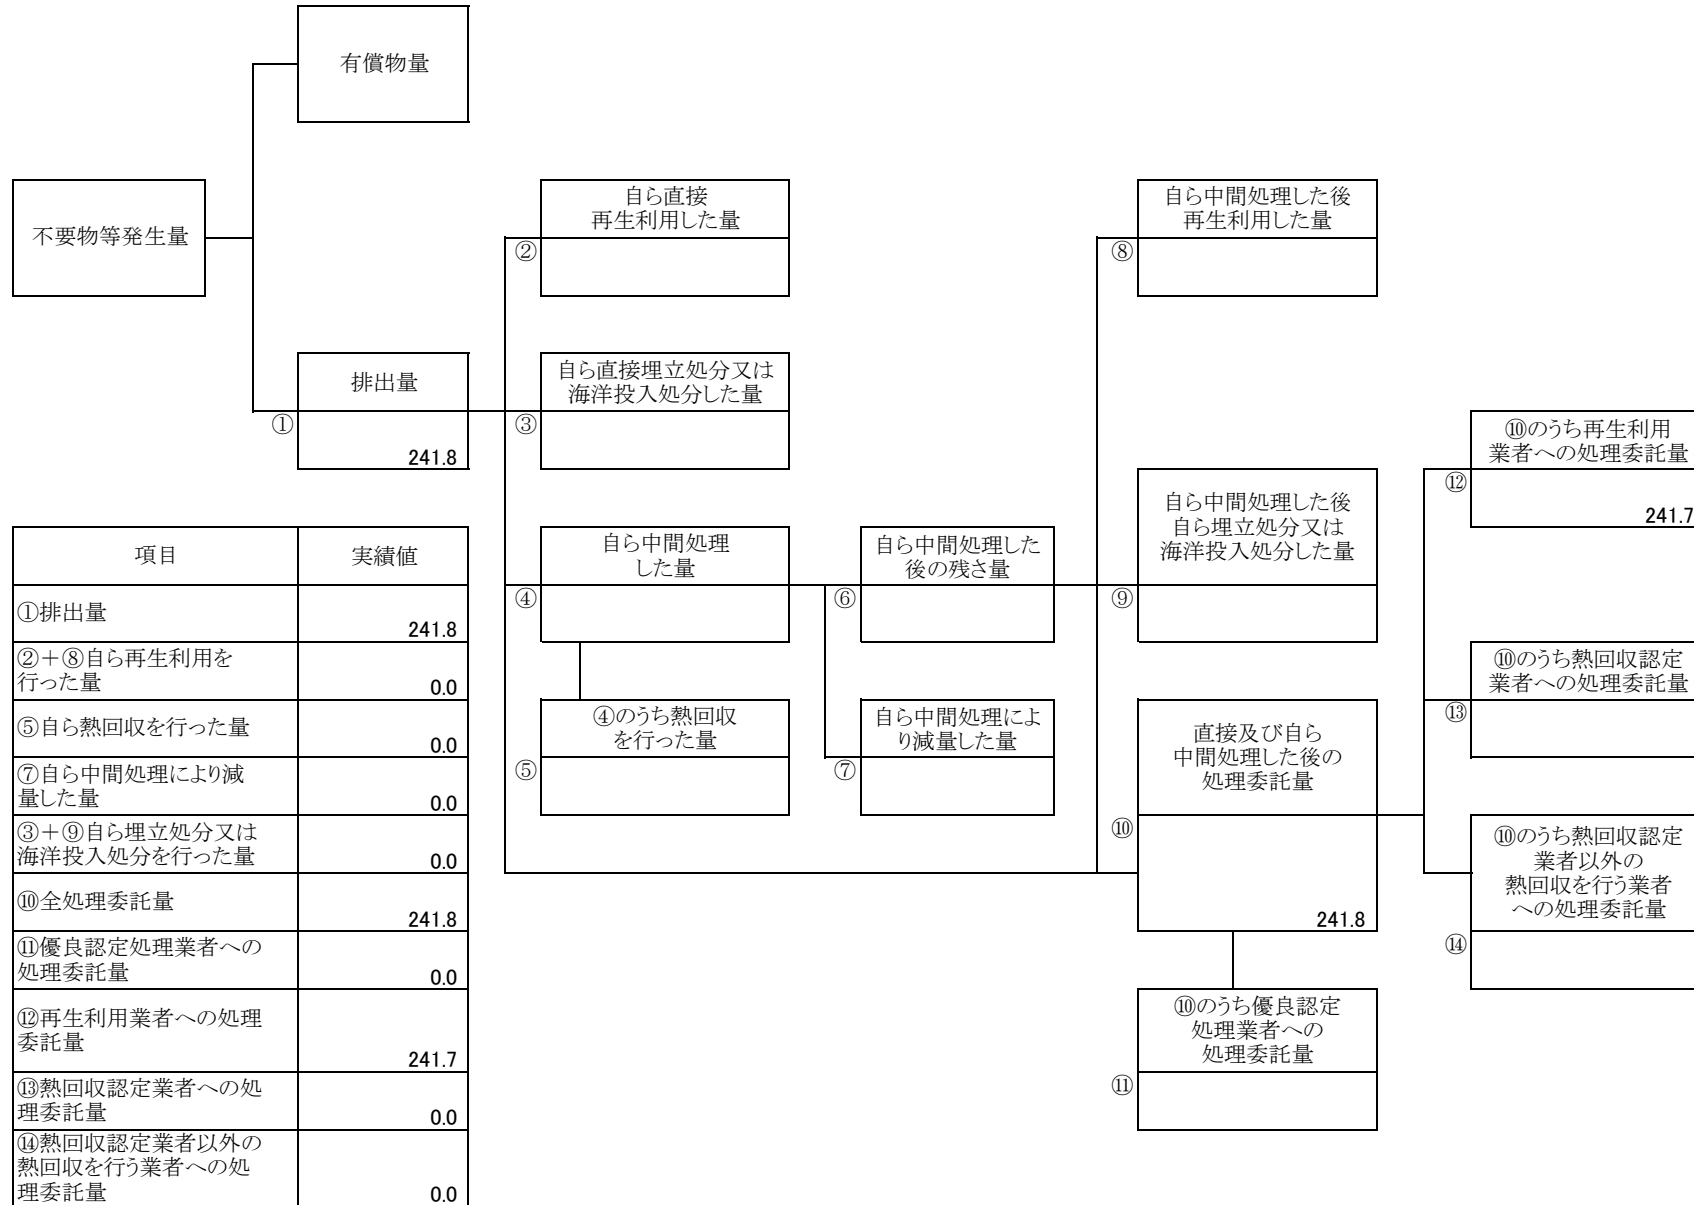 有償物量
不要物等発生量
自ら直接
再生利用した量
②
自ら中間処理した後
再生利用した量
⑧
排出量
①
241.8
自ら直接埋立処分又は
海洋投入処分した量
③
⑩のうち再生利用
業者への処理委託量
⑫
241.7
自ら中間処理した後
自ら埋立処分又は
海洋投入処分した量
⑨
自ら中間処理
した量
④
自ら中間処理した
後の残さ量
⑥
⑩のうち熱回収認定
業者への処理委託量
⑬
④のうち熱回収
を行った量
⑤
自ら中間処理によ
り減量した量
⑦
直接及び自ら
中間処理した後の
処理委託量
⑩
241.8
⑩のうち熱回収認定
業者以外の
熱回収を行う業者
への処理委託量
⑭
⑩のうち優良認定
処理業者への
処理委託量
⑪
項目 実績値
①排出量 241.8
②+⑧自ら再生利用を
行った量 0.0
⑤自ら熱回収を行った量 0.0
⑦自ら中間処理により減
量した量 0.0
③+⑨自ら埋立処分又は
海洋投入処分を行った量 0.0
⑩全処理委託量 241.8
⑪優良認定処理業者への
処理委託量 0.0
⑫再生利用業者への処理
委託量 241.7
⑬熱回収認定業者への処
理委託量 0.0
⑭熱回収認定業者以外の
熱回収を行う業者への処
理委託量 0.0